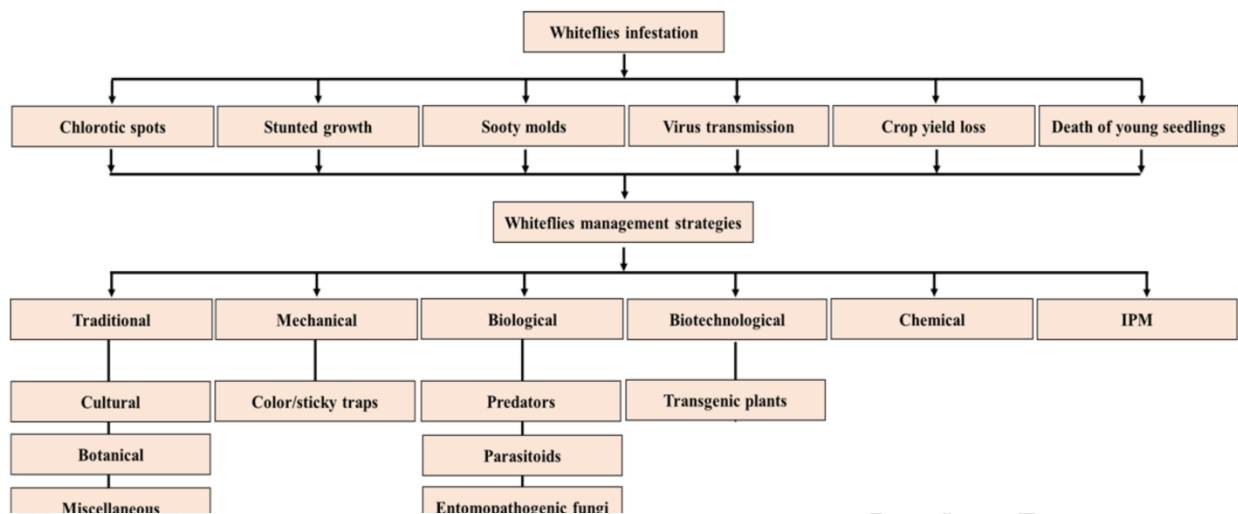 Whiteflies infestation
Chlorotic spots
Stunted growth
Sooty molds
Virus transmission
Crop yield loss
Death of young seedlings
Whiteflies management strategies
Traditional
Mechanical
Biological
Biotechnological
Chemical
IPM
Cultural
Color/sticky traps
Predators
Transgenic plants
Botanical
Parasitoids
Miscellaneous
Entomopathogenic fungi